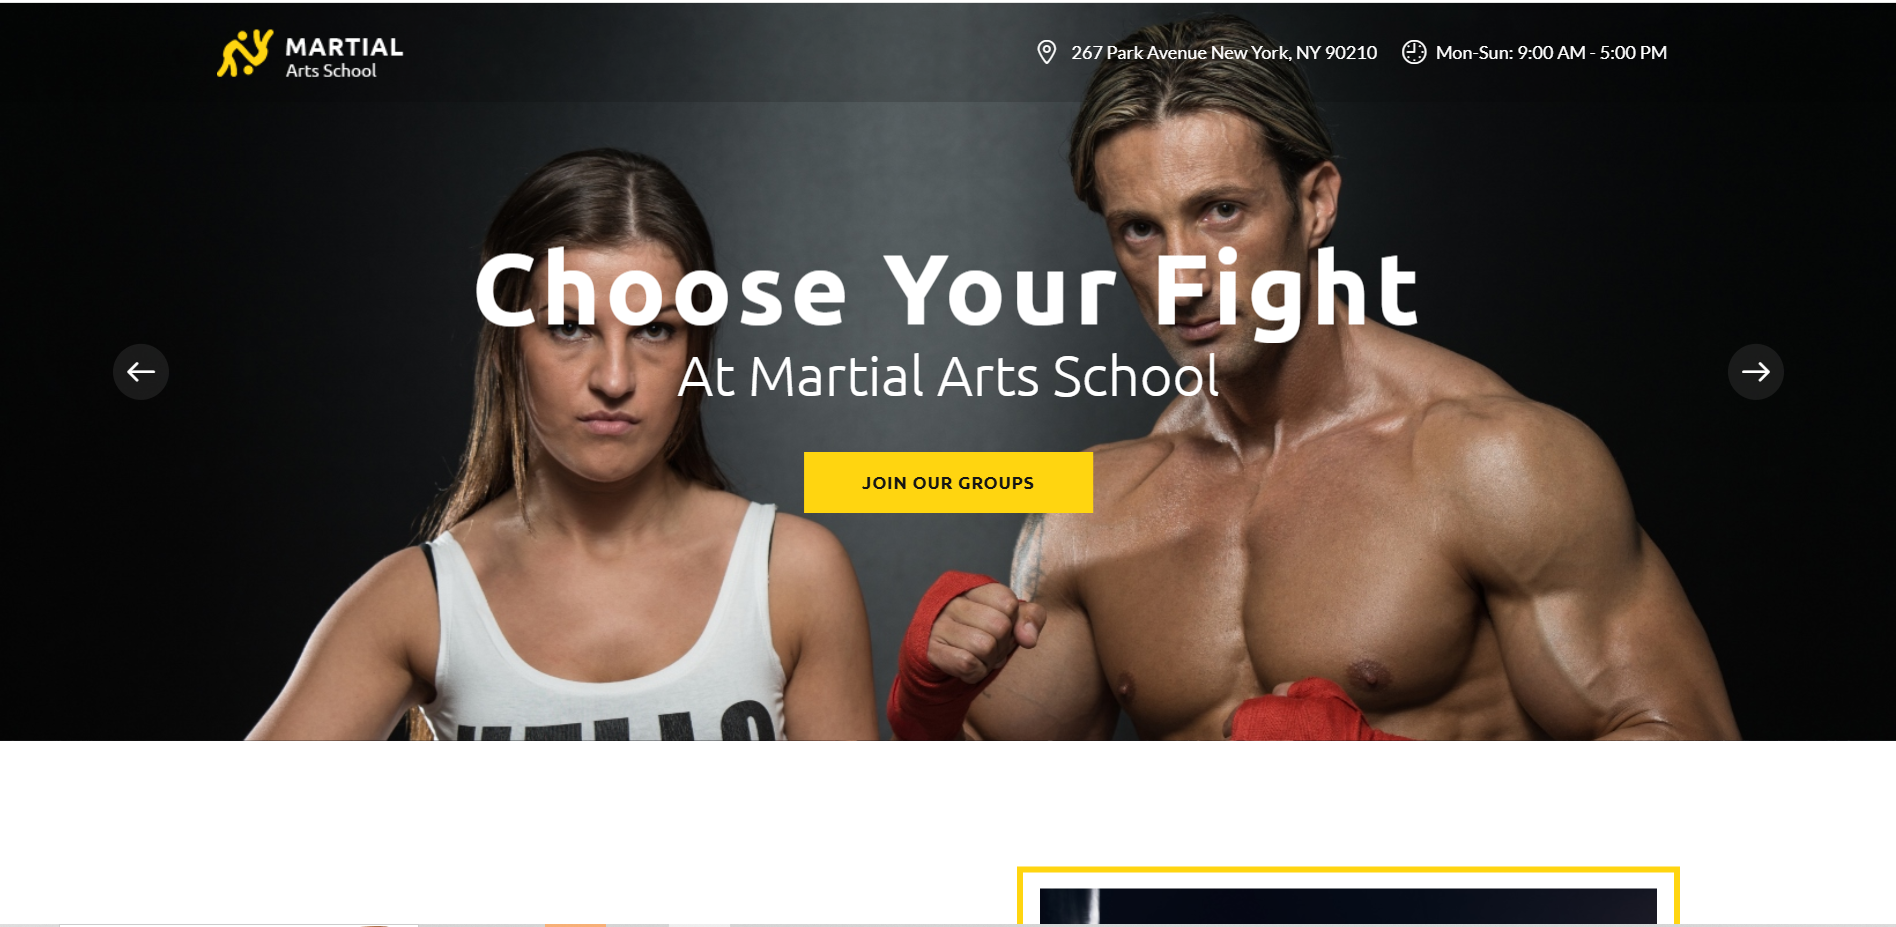 MARTIAL
Arts School
267 Park Avenue New York, NY 90210
Mon-Sun: 9:00 AM - 5:00 PM
Choose Your Fight
At Martial Arts School
JOIN OUR GROUPS
HELLO